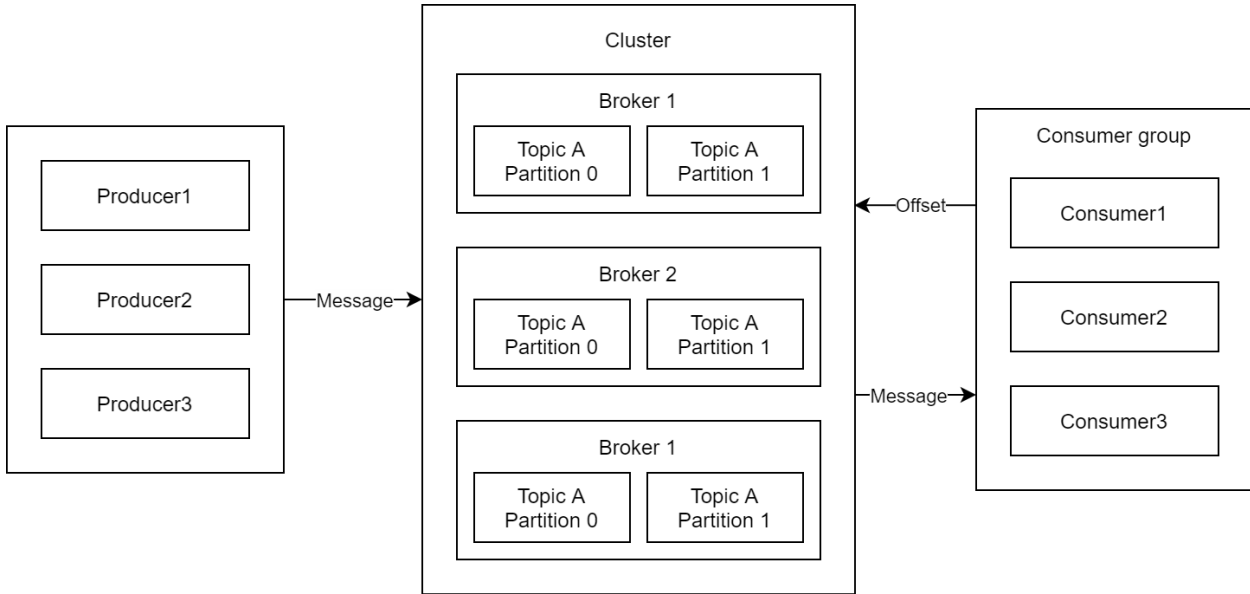 Producer1
Producer2
Producer3
Message
Cluster
Broker 1
Topic A
Partition 0
Topic A
Partition 1
Broker 2
Topic A
Partition 0
Topic A
Partition 1
Broker 1
Topic A
Partition 0
Topic A
Partition 1
Offset
Message
Consumer group
Consumer1
Consumer2
Consumer3